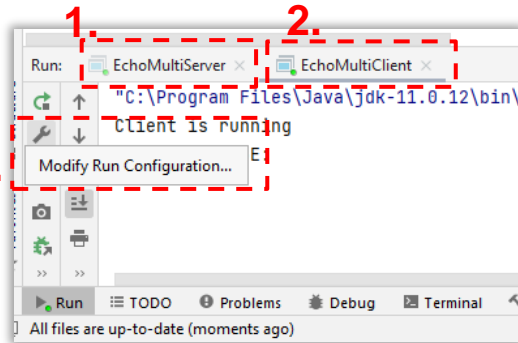 1.
2.
Run:
EchoMultiServer ×
EchoMultiClient ×
"C:\Program Files\Java\jdk-11.0.12\bin\
Client is running
E:
Modify Run Configuration...
>> >>
Run
TODO
Problems
Debug
Terminal
All files are up-to-date (moments ago)